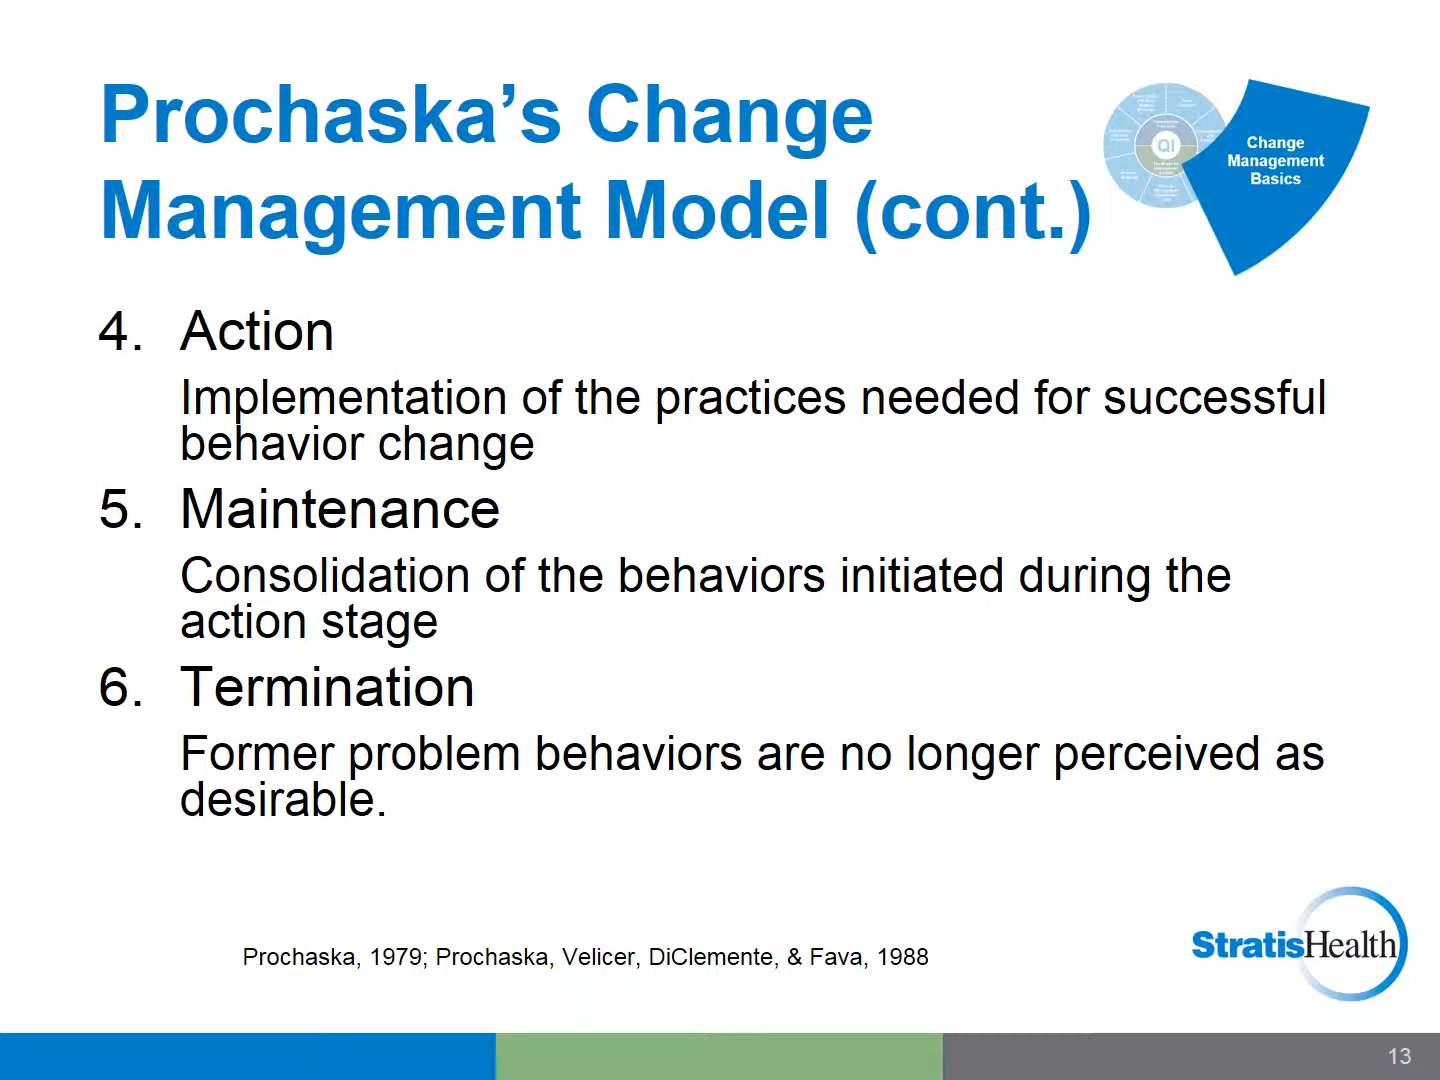 Prochaska’s Change
Management Model (cont.)
QI
Change
Management
Basics
4. Action
Implementation of the practices needed for successful
behavior change
5. Maintenance
Consolidation of the behaviors initiated during the
action stage
6. Termination
Former problem behaviors are no longer perceived as
desirable.
Prochaska, 1979; Prochaska, Velicer, DiClemente, & Fava, 1988
StratisHealth
13